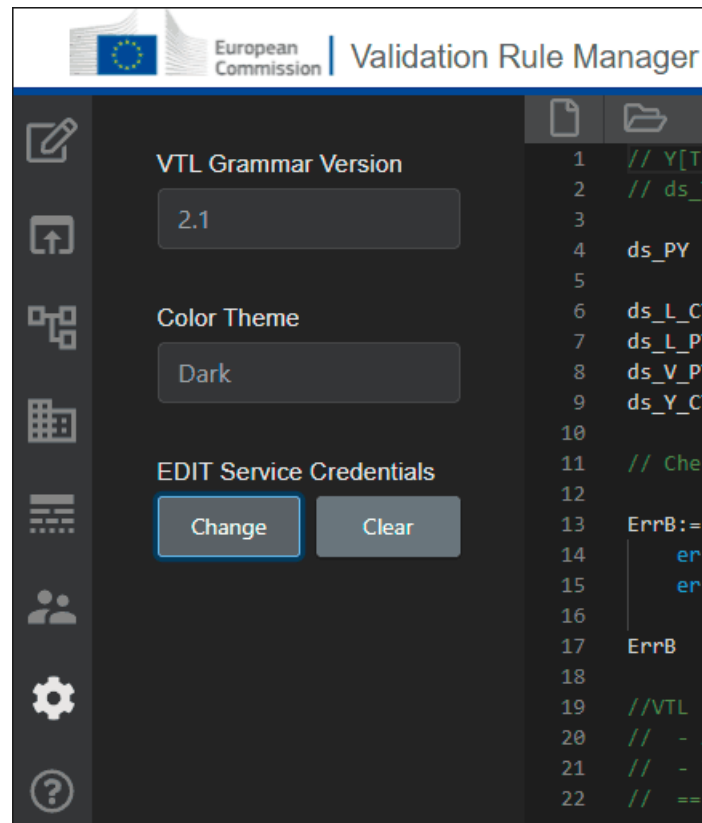 European
Commission
Validation Rule Manager
VTL Grammar Version
2.1
Color Theme
Dark
EDIT Service Credentials
Change
Clear
1 // Y[T
2 // ds_
3
4 ds_PY
5
6 ds_L_C
7 ds_L_P
8 ds_V_P
9 ds_Y_C
10
11 // Che
12
13 ErrB:=
14 er
15 er
16
17 ErrB
18
19 //VTL
20 // -
21 // -
22 // ==